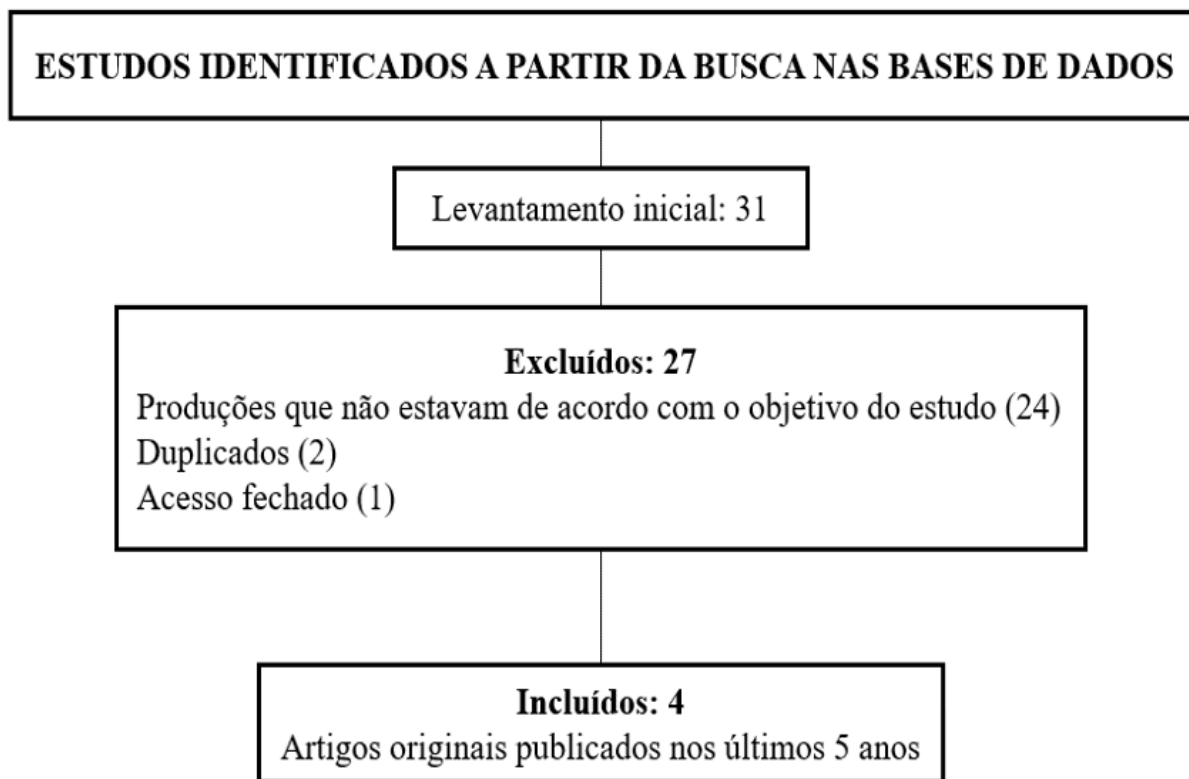 ESTUDOS IDENTIFICADOS A PARTIR DA BUSCA NAS BASES DE DADOS
Levantamento inicial: 31
Excluídos: 27
Produções que não estavam de acordo com o objetivo do estudo (24)
Duplicados (2)
Acesso fechado (1)
Incluídos: 4
Artigos originais publicados nos últimos 5 anos